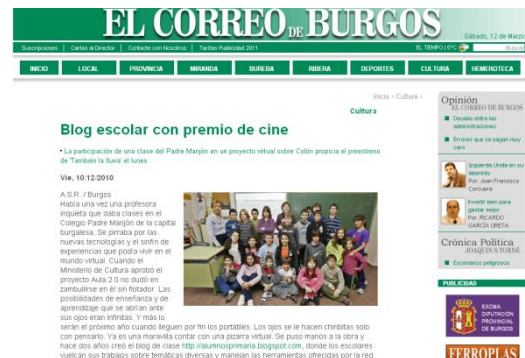 EL CORREO DE BURGOS
Sábado, 12 de Marzo
Suscripciones | Cartas al Director | Contacte con Nosotros | Tarifas Publicidad 2011
EL TIEMPO | 6ºC
INICIO LOCAL PROVINCIA MIRANDA BUREBA RIBERA DEPORTES CULTURA HEMEROTECA
Inicio › Cultura ›
Cultura
Blog escolar con premio de cine
• La participación de una clase del Padre Manjón en un proyecto virtual sobre Colón propicia el preestreno
de 'También la lluvia' el lunes
Vie, 10/12/2010
A.S.R. / Burgos
Había una vez una profesora
inquieta que daba clases en el
Colegio Padre Manjón de la capital
burgalesa. Se pirraba por las
nuevas tecnologías y el sinfín de
experiencias que podía vivir en el
mundo virtual. Cuando el
Ministerio de Cultura aprobó el
proyecto Aula 2.0 no dudó en
zambullirse en él sin flotador. Las
posibilidades de enseñanza y de
aprendizaje que se abrían ante
sus ojos eran infinitas. Y más lo
serán el próximo año cuando lleguen por fin los portátiles. Los ojos se le hacen chiribitas solo
con pensarlo. Ya es una maravilla contar con una pizarra virtual. Se puso manos a la obra y
hace dos años creó el blog de clase http://alumnosprimaria.blogspot.com, donde los escolares
vuelcan sus trabajos sobre temáticas diversas y manejan las herramientas ofrecidas por la red.
Opinión
EL CORREO DE BURGOS
Deudas entre las
administraciones
Errores que se pagan muy
caro
Izquierda Unida en su
laberinto
Por: Juan Francisco
Corcuera
Invertir bien para
gastar mejor
Por: RICARDO
GARCÍA URETA
Crónica Política
JOAQUÍN S. TORNÉ
Escenarios peligrosos
PUBLICIDAD
EXCMA.
DIPUTACIÓN
PROVINCIAL
DE BURGOS
FERROPLAS